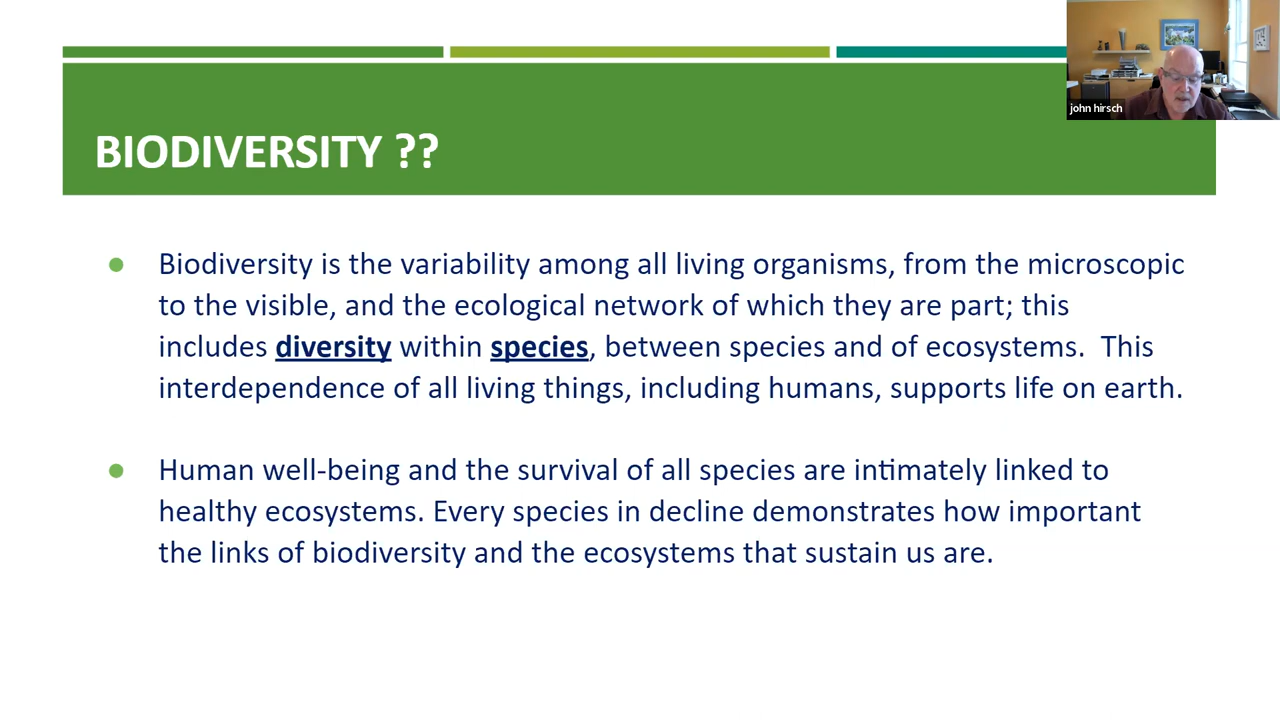 john hirsch
BIODIVERSITY ??
Biodiversity is the variability among all living organisms, from the microscopic
to the visible, and the ecological network of which they are part; this
includes diversity within species, between species and of ecosystems.  This
interdependence of all living things, including humans, supports life on earth.
Human well-being and the survival of all species are intimately linked to
healthy ecosystems. Every species in decline demonstrates how important
the links of biodiversity and the ecosystems that sustain us are.